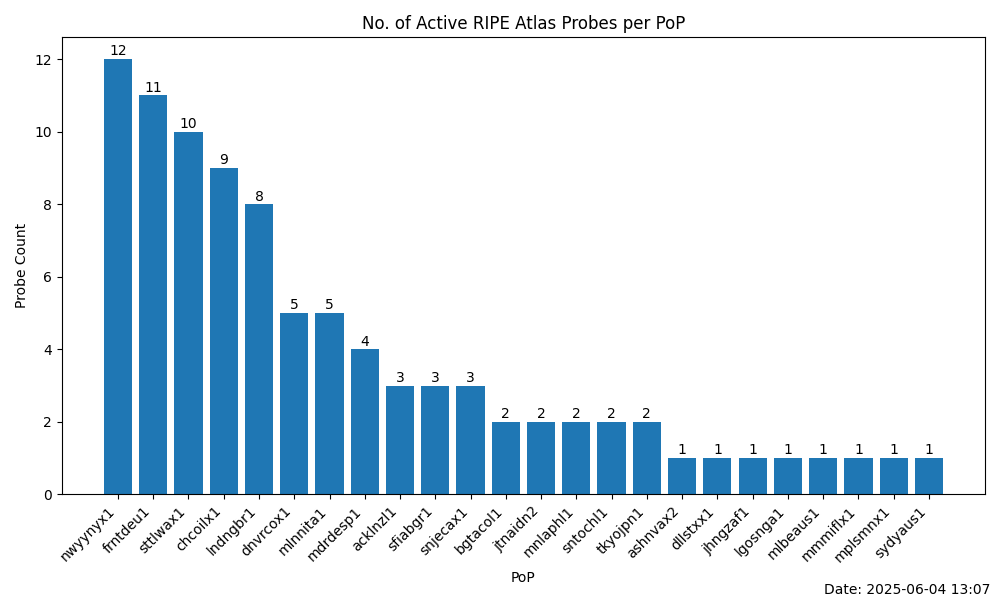 No. of Active RIPE Atlas Probes per PoP
12
11
10
9
8
5
5
4
3
3
3
2
2
2
2
2
1
1
1
1
1
1
1
1
12
10
8
6
4
2
0
Probe Count
nwyynyx1
frntdeu1
sttlwax1
chcoilx1
lndngbr1
dnvrcox1
mlnmita1
mdrdesp1
acklnzl1
sfiabgr1
snjecax1
bgtacol1
jtnaidn2
mnlaphl1
sntochl1
tkyojpn1
ashnvax2
dllstxx1
jhngzaf1
lgosnga1
mlbeaus1
mmmiflx1
mplsmnx1
sydyaus1
PoP
Date: 2025-06-04 13:07